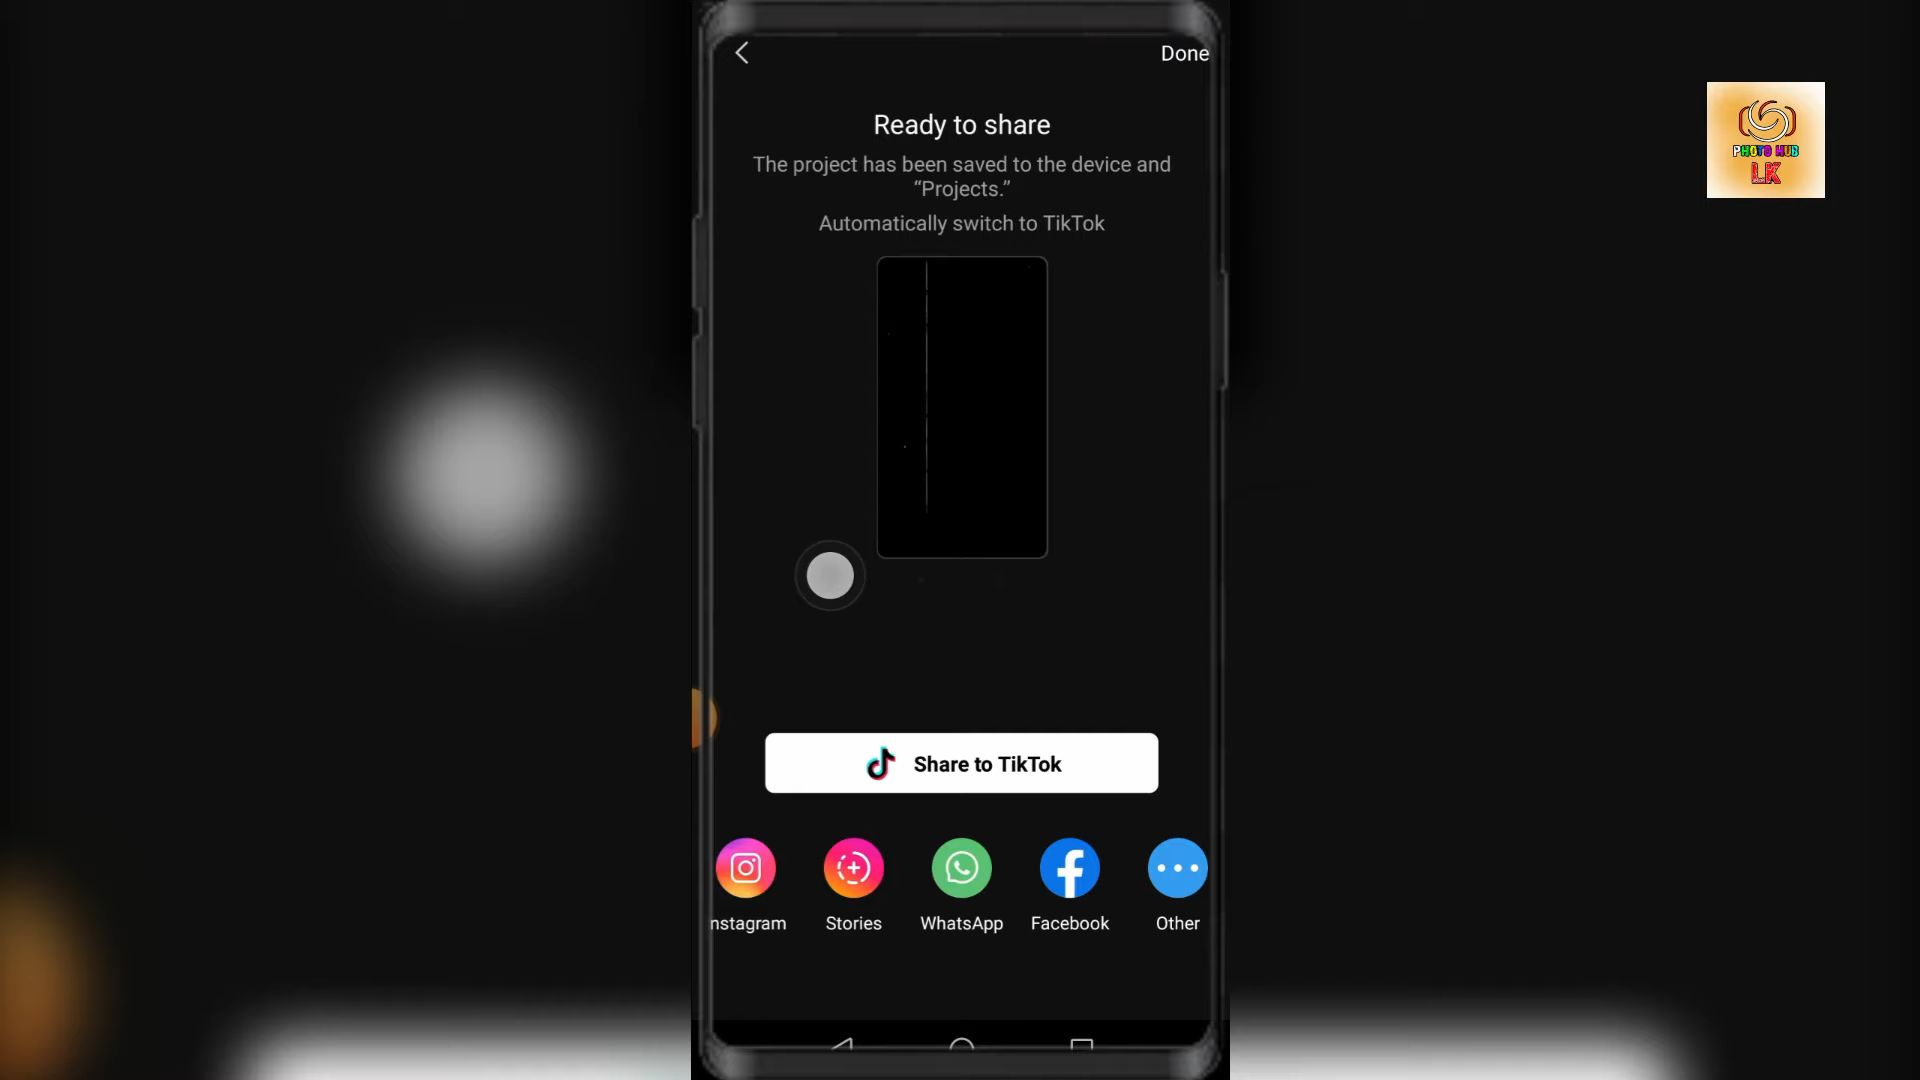 Done
Ready to share
The project has been saved to the device and
“Projects.”
Automatically switch to TikTok
Share to TikTok
nstagram
Stories
WhatsApp
Facebook
Other
PHOTO HUB
LK